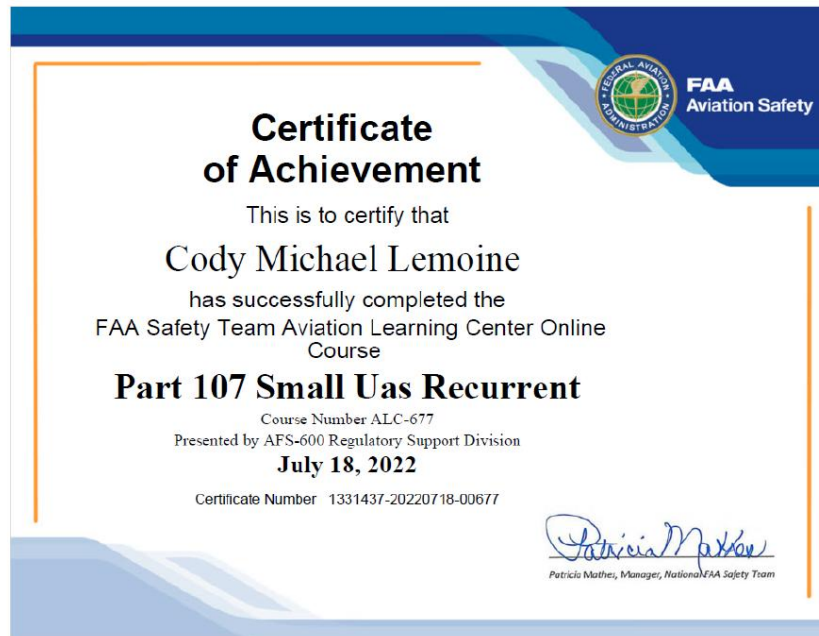 FEDERAL AVIATION
ADMINISTRATION
FAA
Aviation Safety
Certificate
of Achievement
This is to certify that
Cody Michael Lemoine
has successfully completed the
FAA Safety Team Aviation Learning Center Online
Course
Part 107 Small Uas Recurrent
Course Number ALC-677
Presented by AFS-600 Regulatory Support Division
July 18, 2022
Certificate Number 1331437-20220718-00677
Patricia Mathes, Manager, National FAA Safety Team